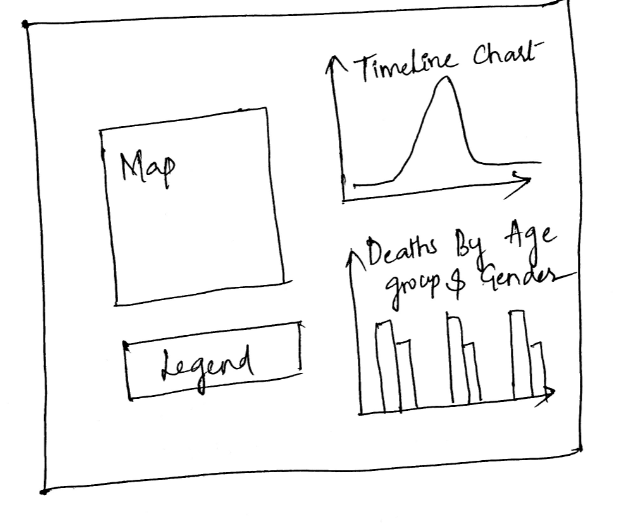 Timeline Chart
Map
Deaths By Age
group & Gender
Legend